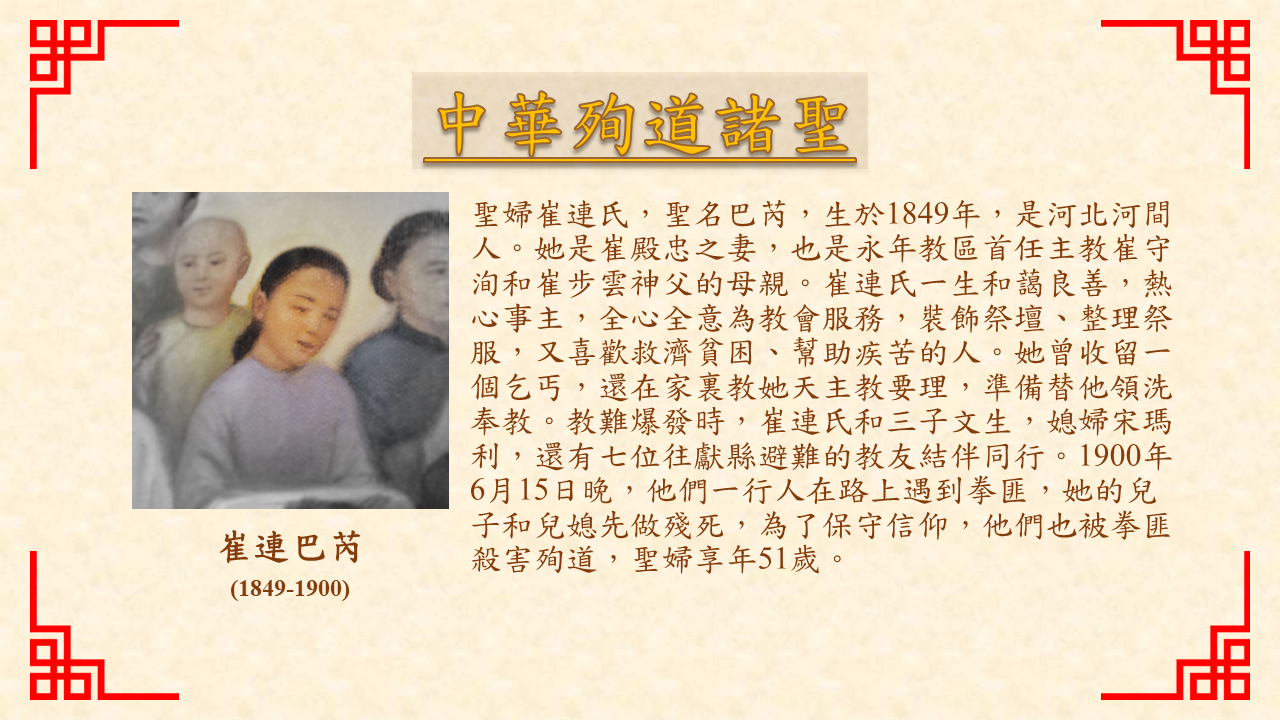 中華殉道諸聖
聖婦崔連氏，聖名巴芮，生於1849年，是河北河間
人。她是崔殿忠之妻，也是永年教區首任主教崔守
洵和崔步雲神父的母親。崔連氏一生和藹良善，熱
心事主，全心全意為教會服務，裝飾祭壇、整理祭
服，又喜歡救濟貧困、幫助疾苦的人。她曾收留一
個乞丐，還在家裏教她天主教要理，準備替他領洗
奉教。教難爆發時，崔連氏和三子文生，媳婦宋瑪
利，還有七位往獻縣避難的教友結伴同行。1900年
6月15日晚，他們一行人在路上遇到拳匪，她的兒
子和兒媳先做殘死，為了保守信仰，他們也被拳匪
殺害殉道，聖婦享年51歲。
崔連巴芮
(1849-1900)